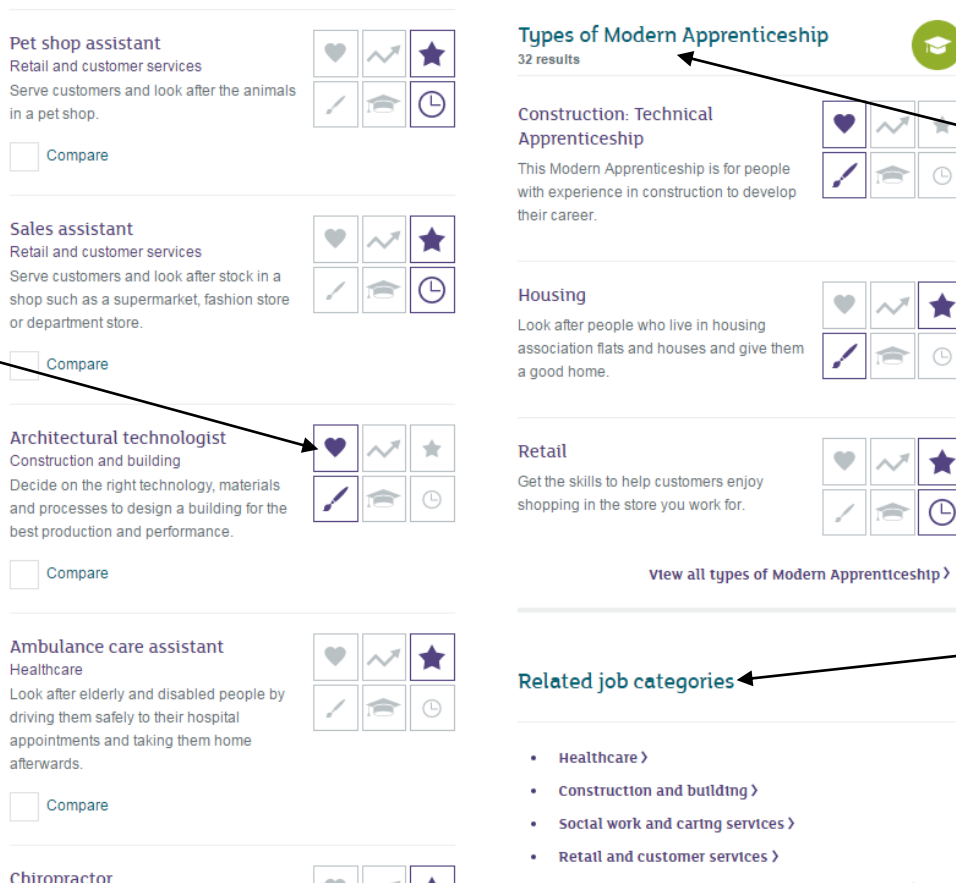 Pet shop assistant
Retail and customer services
Serve customers and look after the animals
in a pet shop.
Compare
Sales assistant
Retail and customer services
Serve customers and look after stock in a
shop such as a supermarket, fashion store
or department store.
Compare
Architectural technologist
Construction and building
Decide on the right technology, materials
and processes to design a building for the
best production and performance.
Compare
Ambulance care assistant
Healthcare
Look after elderly and disabled people by
driving them safely to their hospital
appointments and taking them home
afterwards.
Compare
Chiropractor
Types of Modern Apprenticeship
32 results
Construction: Technical
Apprenticeship
This Modern Apprenticeship is for people
with experience in construction to develop
their career.
Housing
Look after people who live in housing
association flats and houses and give them
a good home.
Retail
Get the skills to help customers enjoy
shopping in the store you work for.
View all types of Modern Apprenticeship >
Related job categories
• Healthcare >
• Construction and building >
• Social work and caring services >
• Retail and customer services >